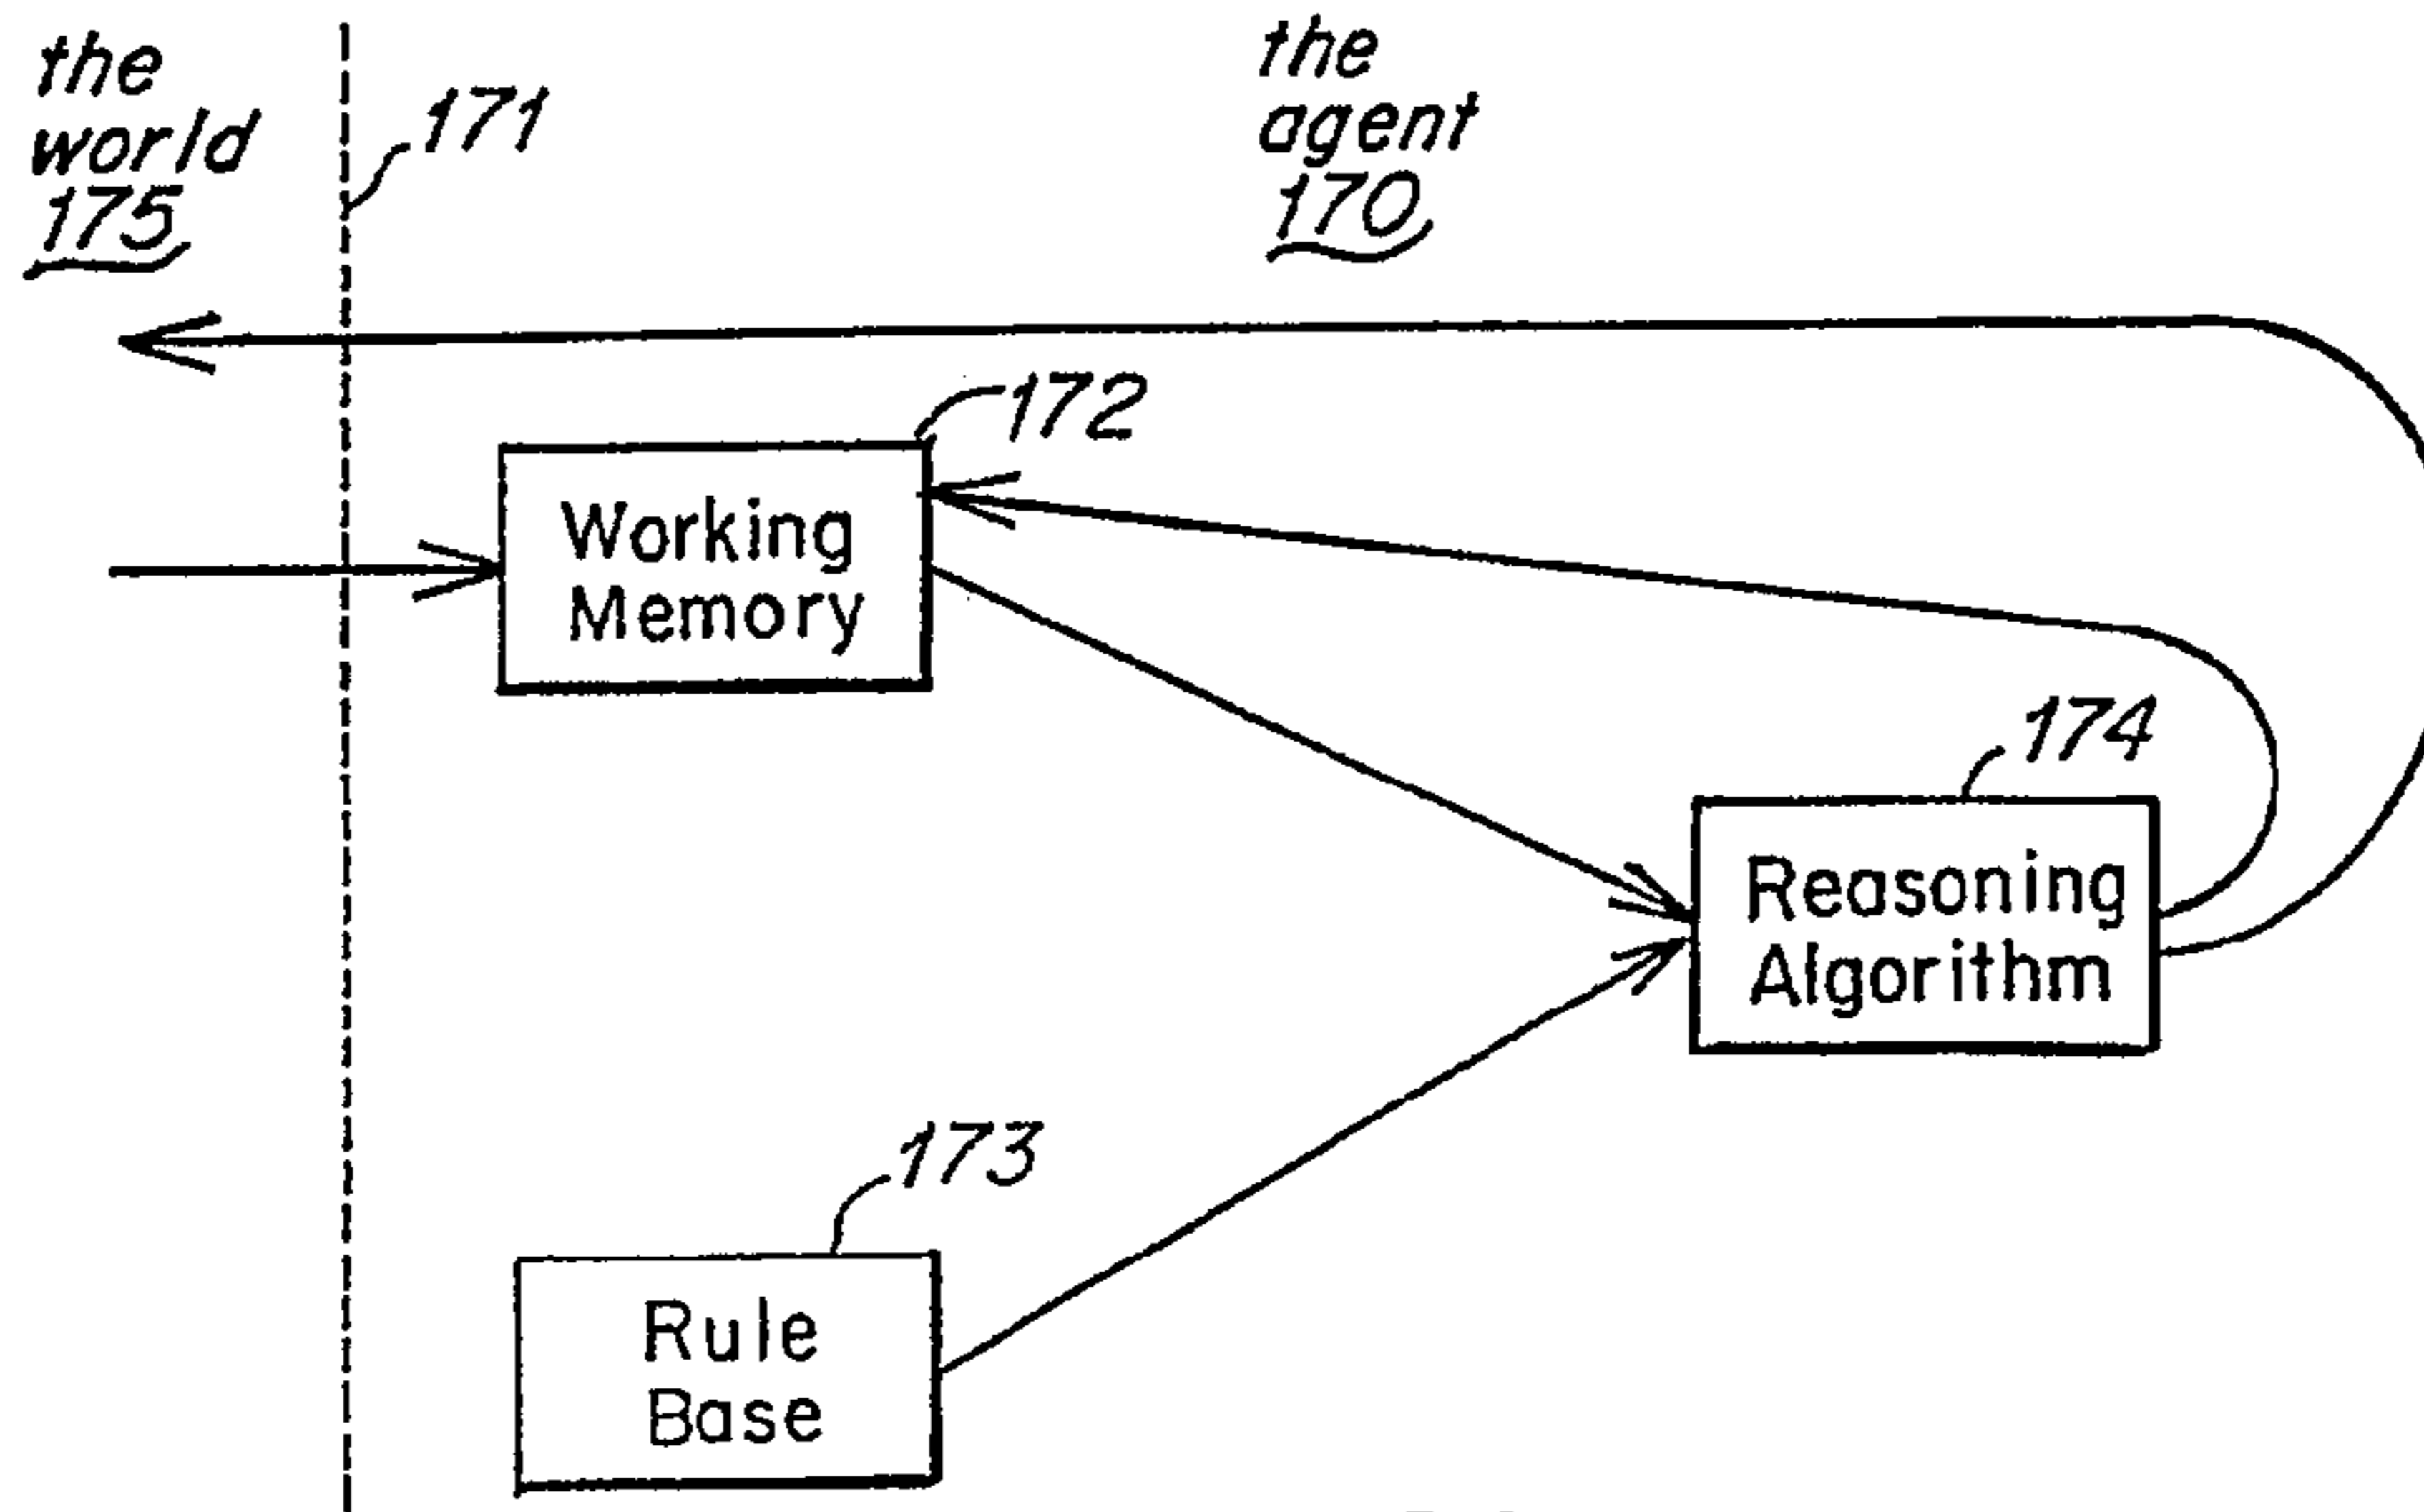 the
world
175
171
the
agent
170
172
Working
Memory
174
Reasoning
Algorithm
173
Rule
Base